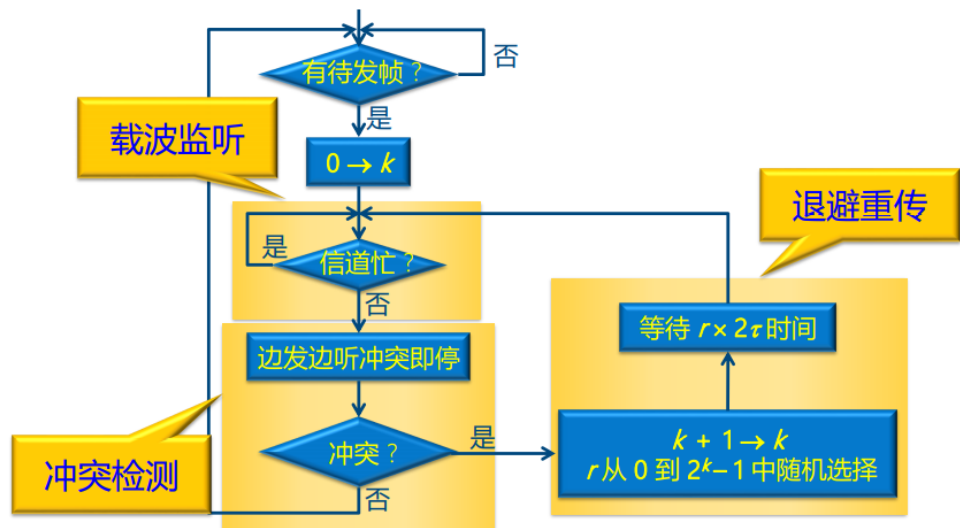 有待发帧？
否
是
载波监听
0 → k
退避重传
是
信道忙？
否
等待 r × 2τ 时间
边发边听冲突即停
冲突？
是
k + 1 → k
r 从 0 到 2ᵏ–1 中随机选择
冲突检测
否